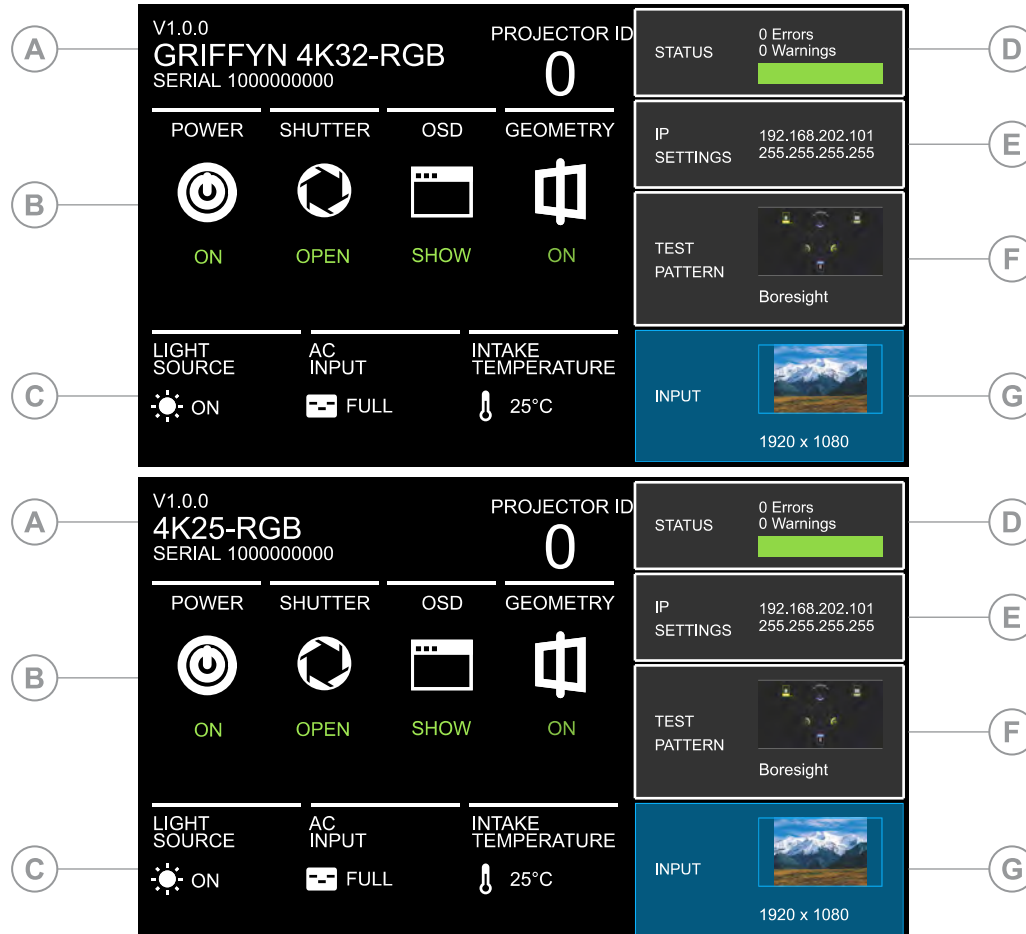 A
V1.0.0
GRIFFYN 4K32-RGB
SERIAL 1000000000
PROJECTOR ID
0
STATUS
0 Errors
0 Warnings
D
IP
SETTINGS
192.168.202.101
255.255.255.255
E
B
POWER SHUTTER OSD GEOMETRY
ON OPEN SHOW ON
TEST
PATTERN
Boresight
F
C
LIGHT
SOURCE
ON
AC
INPUT
FULL
INTAKE
TEMPERATURE
25°C
INPUT
1920 x 1080
G
A
V1.0.0
4K25-RGB
SERIAL 1000000000
PROJECTOR ID
0
STATUS
0 Errors
0 Warnings
D
IP
SETTINGS
192.168.202.101
255.255.255.255
E
B
POWER SHUTTER OSD GEOMETRY
ON OPEN SHOW ON
TEST
PATTERN
Boresight
F
C
LIGHT
SOURCE
ON
AC
INPUT
FULL
INTAKE
TEMPERATURE
25°C
INPUT
1920 x 1080
G